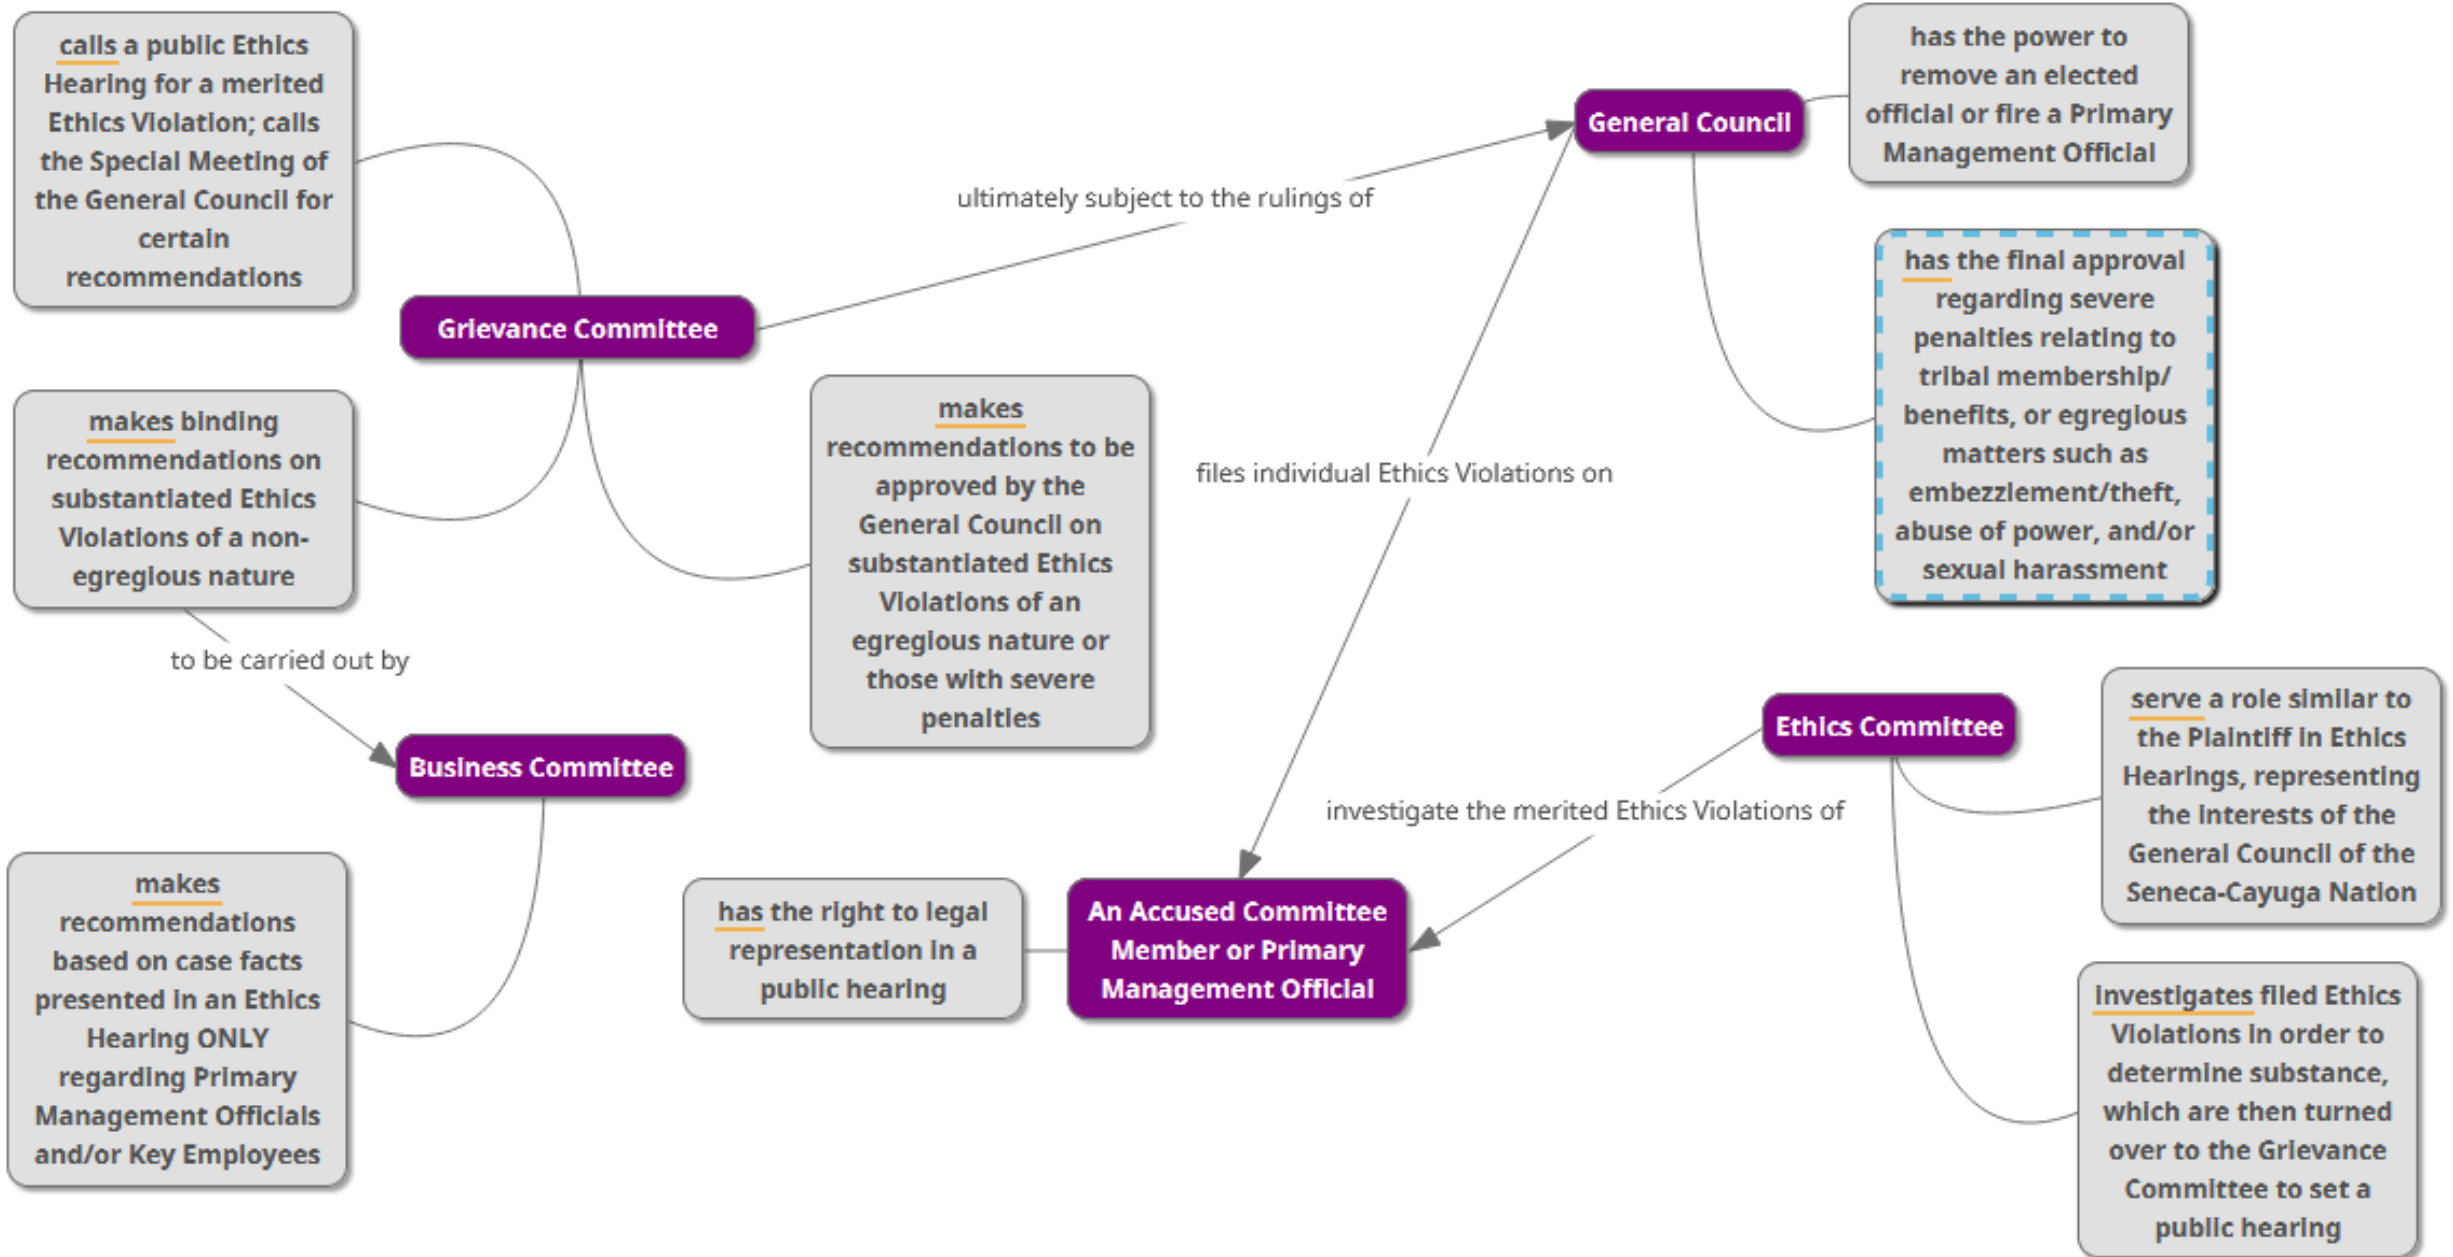 calls a public Ethics
Hearing for a merited
Ethics Violation; calls
the Special Meeting of
the General Council for
certain
recommendations
Grievance Committee
makes binding
recommendations on
substantiated Ethics
Violations of a non-
egregious nature
to be carried out by
Business Committee
makes
recommendations
based on case facts
presented in an Ethics
Hearing ONLY
regarding Primary
Management Officials
and/or Key Employees
makes
recommendations to be
approved by the
General Council on
substantiated Ethics
Violations of an
egregious nature or
those with severe
penalties
ultimately subject to the rulings of
General Council
has the power to
remove an elected
official or fire a Primary
Management Official
has the final approval
regarding severe
penalties relating to
tribal membership/
benefits, or egregious
matters such as
embezzlement/theft,
abuse of power, and/or
sexual harassment
files individual Ethics Violations on
has the right to legal
representation in a
public hearing
An Accused Committee
Member or Primary
Management Official
investigate the merited Ethics Violations of
Ethics Committee
serve a role similar to
the Plaintiff in Ethics
Hearings, representing
the interests of the
General Council of the
Seneca-Cayuga Nation
investigates filed Ethics
Violations in order to
determine substance,
which are then turned
over to the Grievance
Committee to set a
public hearing